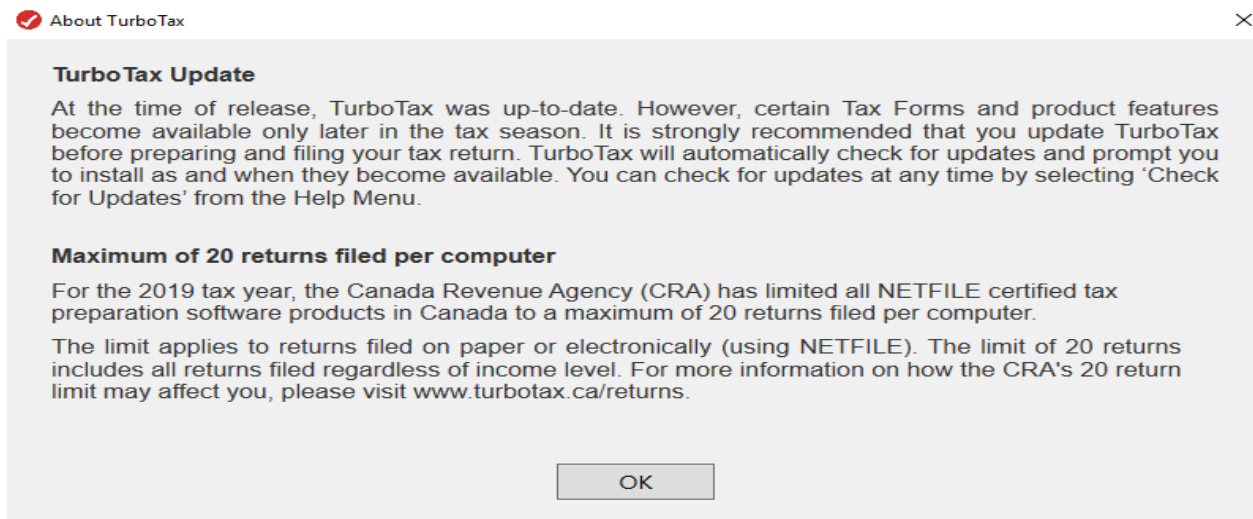 About TurboTax
TurboTax Update
At the time of release, TurboTax was up-to-date. However, certain Tax Forms and product features
become available only later in the tax season. It is strongly recommended that you update TurboTax
before preparing and filing your tax return. TurboTax will automatically check for updates and prompt you
to install as and when they become available. You can check for updates at any time by selecting ‘Check
for Updates’ from the Help Menu.
Maximum of 20 returns filed per computer
For the 2019 tax year, the Canada Revenue Agency (CRA) has limited all NETFILE certified tax
preparation software products in Canada to a maximum of 20 returns filed per computer.
The limit applies to returns filed on paper or electronically (using NETFILE). The limit of 20 returns
includes all returns filed regardless of income level. For more information on how the CRA's 20 return
limit may affect you, please visit www.turbotax.ca/returns.
OK